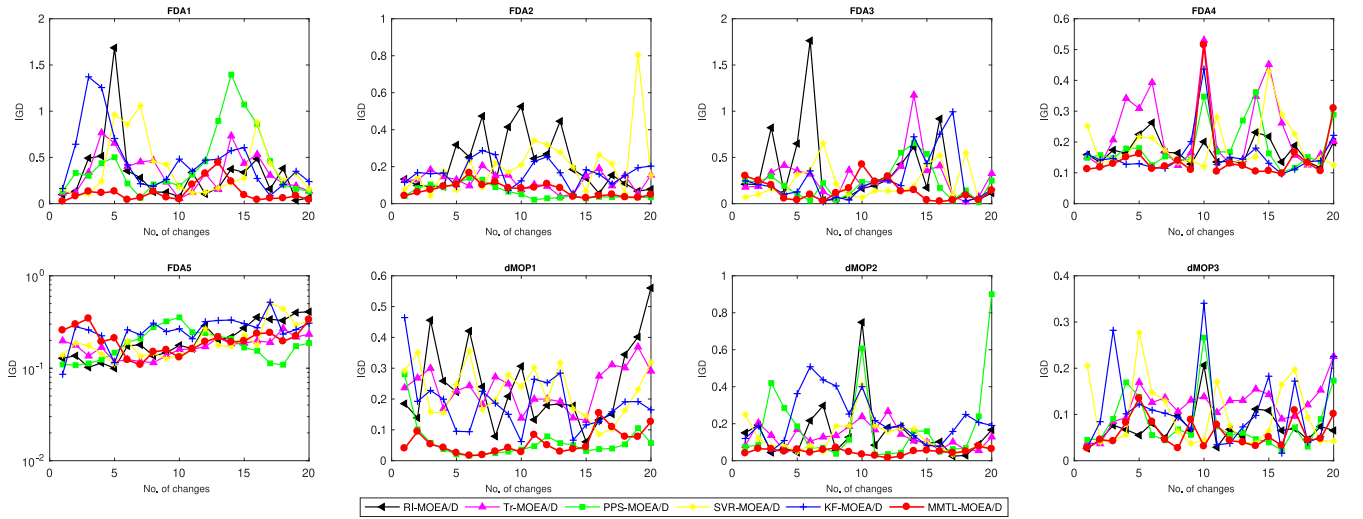 FDA1
FDA2
FDA3
FDA4
2
1.5
1
0.5
0
IGD
0 5 10 15 20
No. of changes
1
0.8
0.6
0.4
0.2
0
IGD
0 5 10 15 20
No. of changes
2
1.5
1
0.5
0
IGD
0 5 10 15 20
No. of changes
0.6
0.5
0.4
0.3
0.2
0.1
0
IGD
0 5 10 15 20
No. of changes
FDA5
dMOP1
dMOP2
dMOP3
10^0
10^-1
10^-2
IGD
0 5 10 15 20
No. of changes
0.6
0.5
0.4
0.3
0.2
0.1
0
IGD
0 5 10 15 20
No. of changes
1
0.8
0.6
0.4
0.2
0
IGD
0 5 10 15 20
No. of changes
0.4
0.3
0.2
0.1
0
IGD
0 5 10 15 20
No. of changes
RI-MOEA/D Tr-MOEA/D PPS-MOEA/D SVR-MOEA/D KF-MOEA/D MMTL-MOEA/D